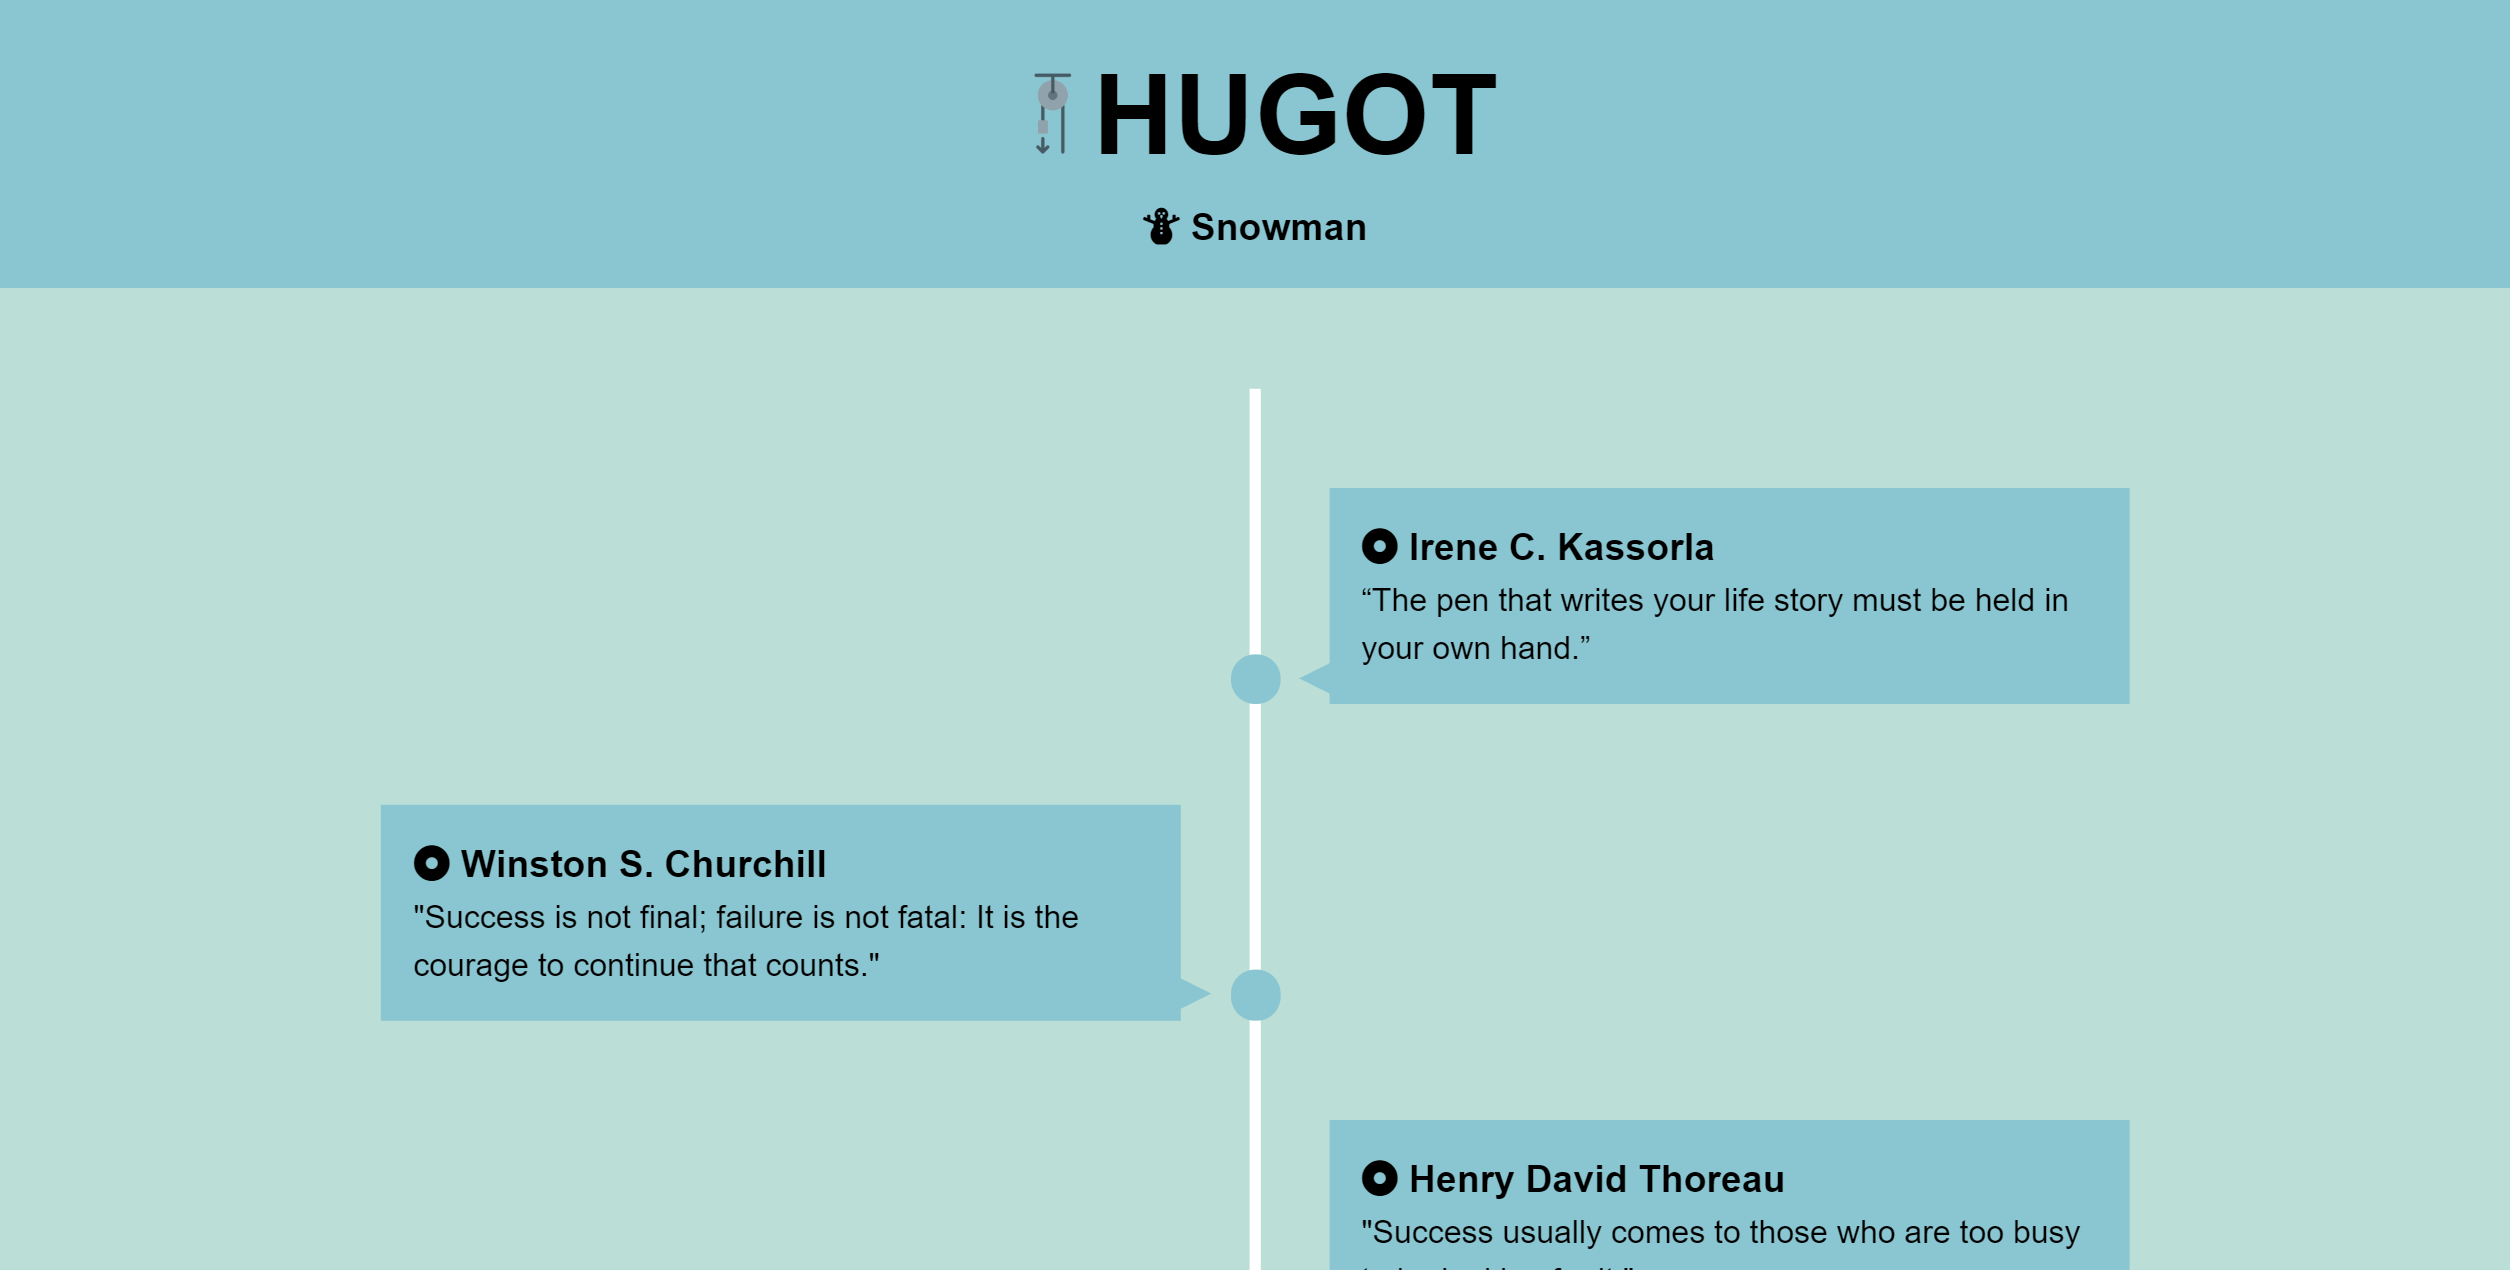 HUGOT
Snowman
Irene C. Kassorla
“The pen that writes your life story must be held in
your own hand.”
Winston S. Churchill
"Success is not final; failure is not fatal: It is the
courage to continue that counts."
Henry David Thoreau
"Success usually comes to those who are too busy